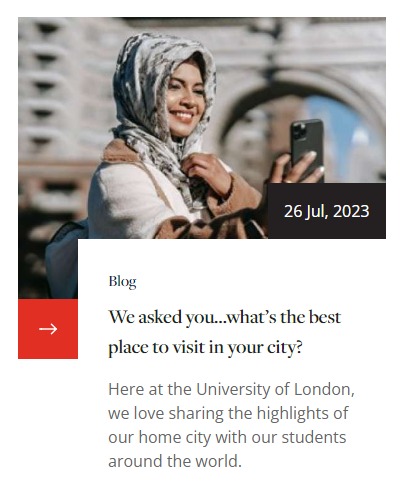 26 Jul, 2023
Blog
We asked you...what's the best
place to visit in your city?
Here at the University of London,
we love sharing the highlights of
our home city with our students
around the world.